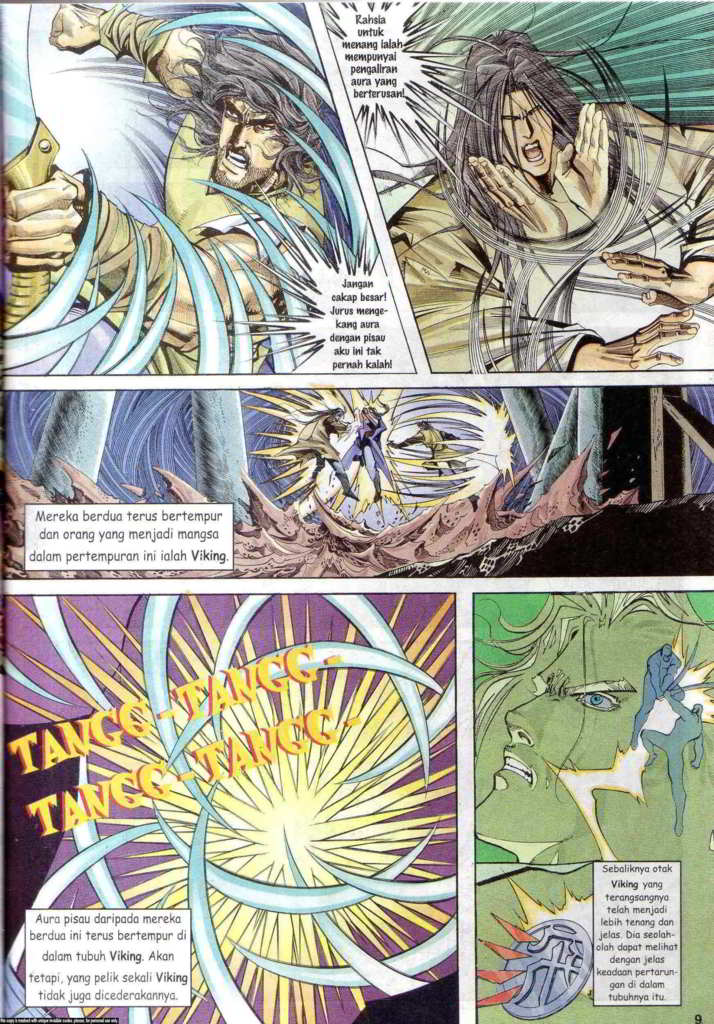 Rahsia
untuk
menang ialah
mempunyai
pengaliran
aura yang
berterusan!
Jangan
cakap besar!
Jurus menge-
kang aura
dengan pisau
aku ini tak
pernah kalah!
Mereka berdua terus bertempur
dan orang yang menjadi mangsa
dalam pertempuran ini ialah Viking.
TANGG-TANGG-
TANGG-TANGG-
Aura pisau daripada mereka
berdua ini terus bertempur di
dalam tubuh Viking. Akan
tetapi, yang pelik sekali Viking
tidak juga dicederakannya.
Sebaliknya otak
Viking yang
terangsangnya
telah menjadi
lebih tenang dan
jelas. Dia seolah-
olah dapat melihat
dengan jelas
keadaan pertarung-
an di dalam
tubuhnya itu.
9